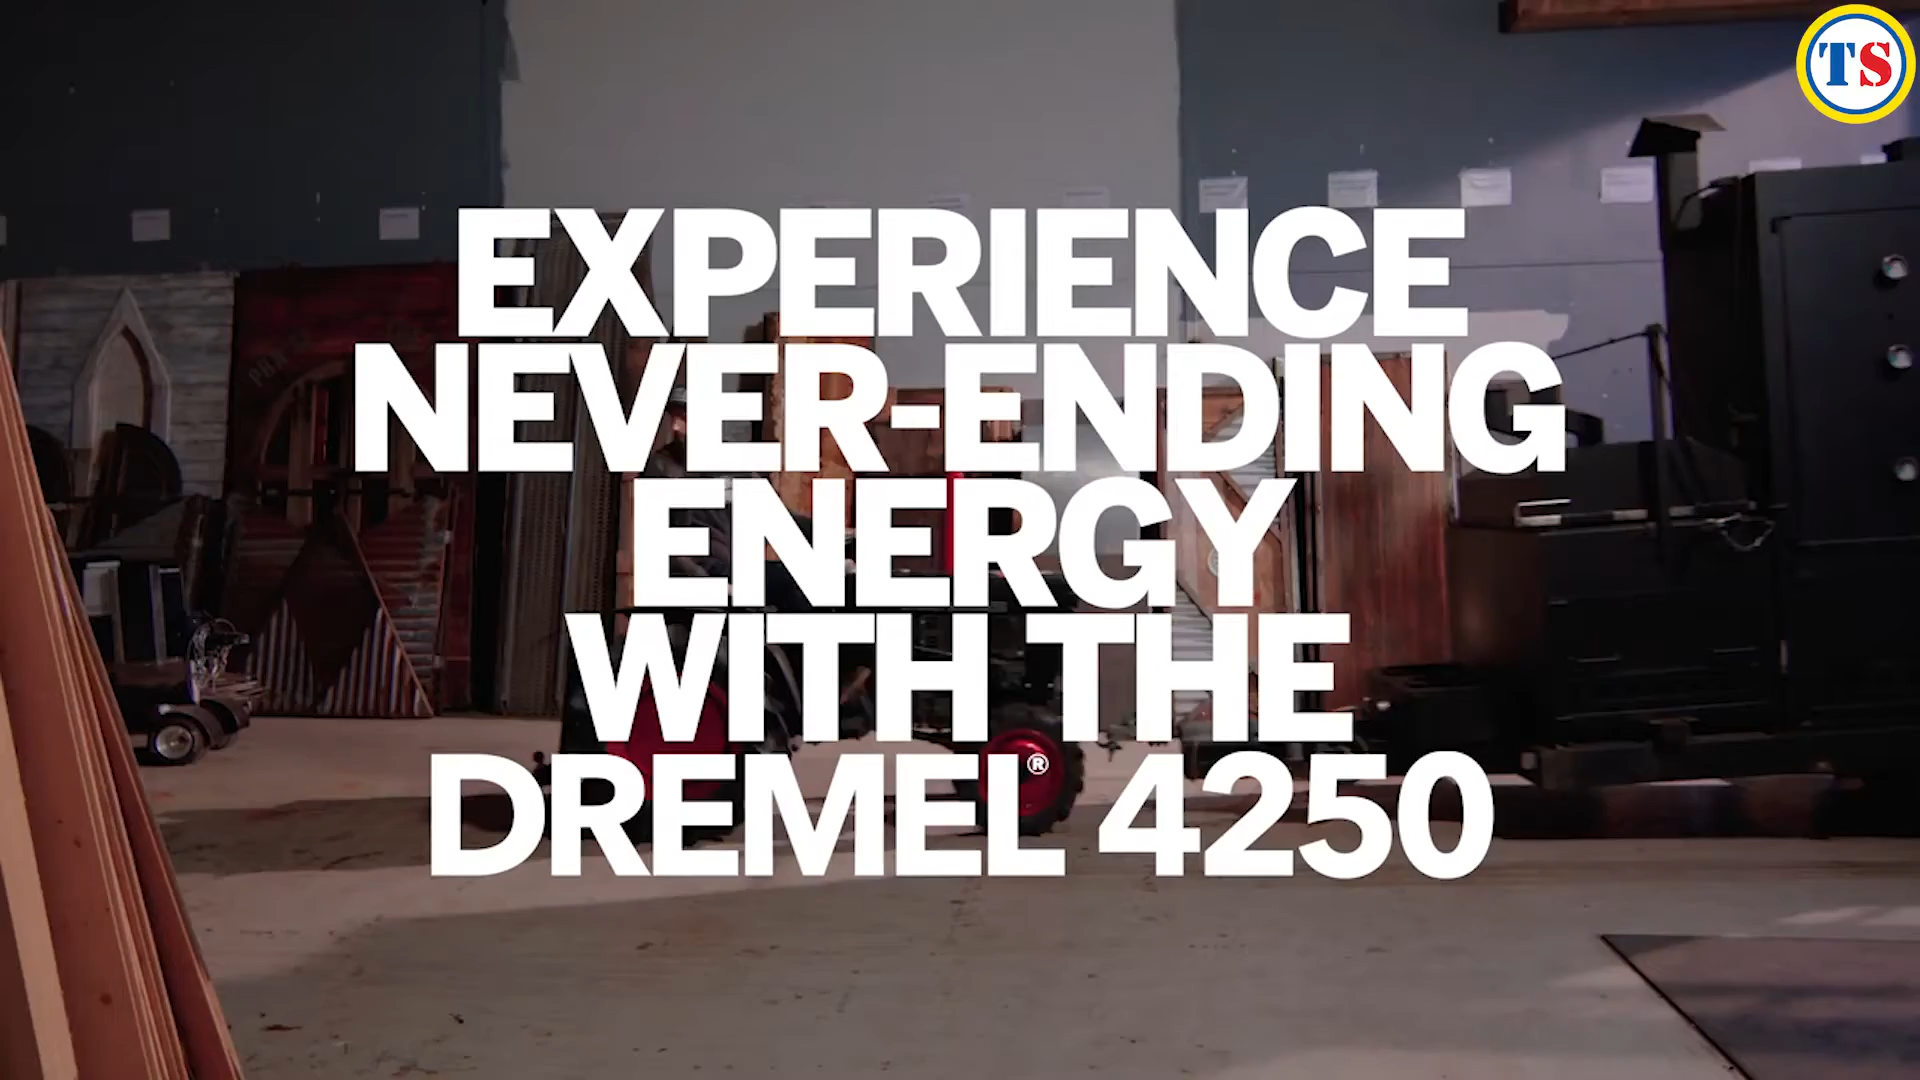 TS
EXPERIENCE
NEVER-ENDING
ENERGY
WITH THE
DREMEL® 4250